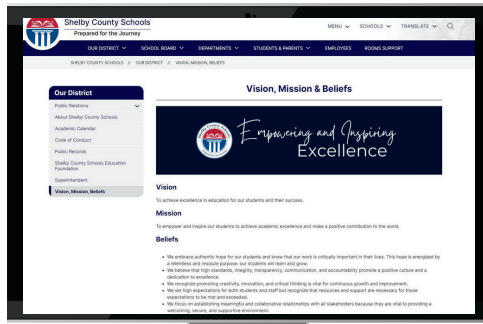 Shelby County Schools
Prepared for the Journey
MENU SCHOOLS TRANSLATE
OUR DISTRICT SCHOOL BOARD DEPARTMENTS STUDENTS & PARENTS EMPLOYEES ROOMS SUPPORT
SHELBY COUNTY SCHOOLS // OUR DISTRICT // VISION, MISSION, BELIEFS
Our District
Public Relations
About Shelby County Schools
Academic Calendar
Code of Conduct
Public Records
Shelby County Schools Education
Foundation
Superintendent
Vision, Mission, Beliefs
Vision, Mission & Beliefs
Empowering and Inspiring
Excellence
Vision
To achieve excellence in education for our students and their success.
Mission
To empower and inspire our students to achieve academic excellence and make a positive contribution to the world.
Beliefs
• We embrace authentic hope for our students and know that our work is critically important in their lives. This hope is energized by
a relentless and resolute purpose: our students will learn and grow.
• We believe that high standards, integrity, transparency, communication, and accountability promote a positive culture and a
dedication to excellence.
• We recognize promoting creativity, innovation, and critical thinking is vital for continuous growth and improvement.
• We set high expectations for both students and staff but recognize that resources and support are necessary for those
expectations to be met and exceeded.
• We focus on establishing meaningful and collaborative relationships with all stakeholders because they are vital to providing a
welcoming, secure, and supportive environment.